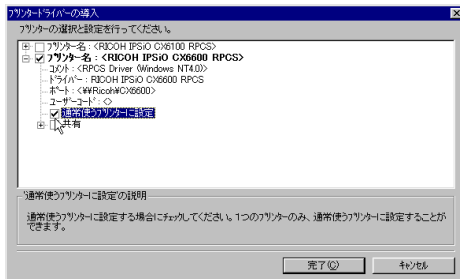 ﾌﾟﾘﾝﾀｰﾄﾞﾗｲﾊﾞｰの導入
ﾌﾟﾘﾝﾀｰの選択と設定を行ってください。
ﾌﾟﾘﾝﾀｰ名 : <RICOH IPSiO CX6100 RPCS>
ﾌﾟﾘﾝﾀｰ名 : <RICOH IPSiO CX6600 RPCS>
ｺﾒﾝﾄ : <RPCS Driver (Windows NT4.0)>
ﾄﾞﾗｲﾊﾞｰ : RICOH IPSiO CX6600 RPCS
ﾎﾟｰﾄ : <¥¥Ricoh¥CX6600>
ﾕｰｻﾞｰｺｰﾄﾞ : <>
通常使うﾌﾟﾘﾝﾀｰに設定
共有
'通常使うﾌﾟﾘﾝﾀｰに設定'の説明
通常使うﾌﾟﾘﾝﾀｰに設定する場合にﾁｪｯｸしてください。1つのﾌﾟﾘﾝﾀｰのみ、通常使うﾌﾟﾘﾝﾀｰに設定することが
できます。
完了(C)
ｷｬﾝｾﾙ